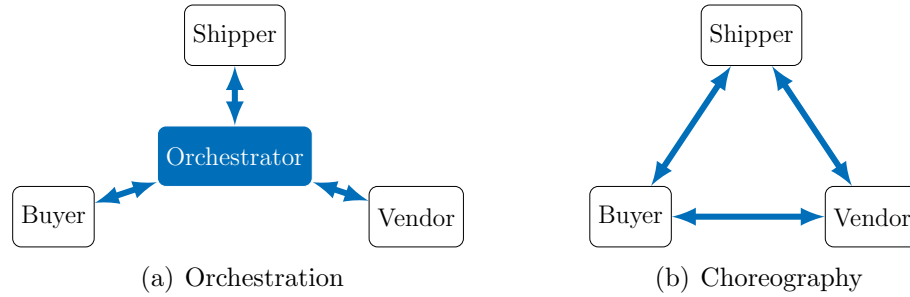 Shipper
Orchestrator
Buyer
Vendor
(a) Orchestration
Shipper
Buyer
Vendor
(b) Choreography